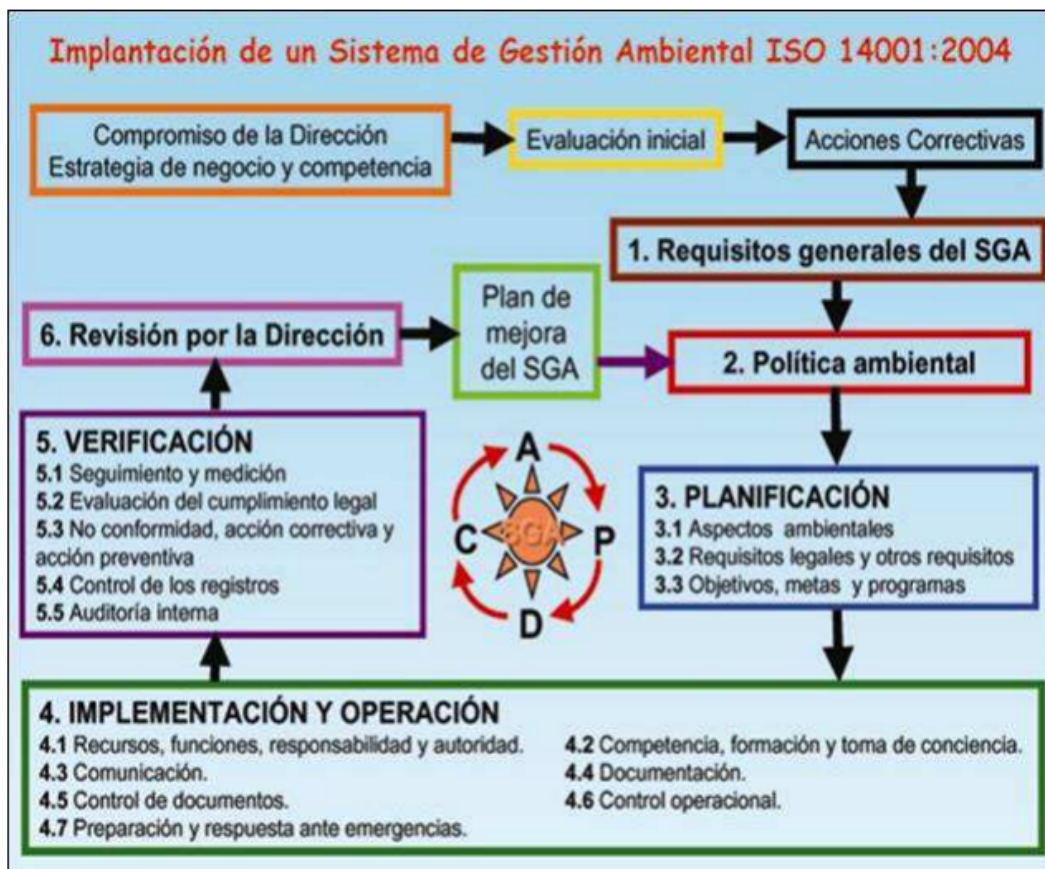 Implantación de un Sistema de Gestión Ambiental ISO 14001:2004
Compromiso de la Dirección
Estrategia de negocio y competencia
Evaluación inicial
Acciones Correctivas
1. Requisitos generales del SGA
2. Política ambiental
Plan de
mejora
del SGA
6. Revisión por la Dirección
5. VERIFICACIÓN
5.1 Seguimiento y medición
5.2 Evaluación del cumplimiento legal
5.3 No conformidad, acción correctiva y
acción preventiva
5.4 Control de los registros
5.5 Auditoría interna
A
P
D
C
SGA
3. PLANIFICACIÓN
3.1 Aspectos ambientales
3.2 Requisitos legales y otros requisitos
3.3 Objetivos, metas y programas
4. IMPLEMENTACIÓN Y OPERACIÓN
4.1 Recursos, funciones, responsabilidad y autoridad.
4.2 Competencia, formación y toma de conciencia.
4.3 Comunicación.
4.4 Documentación.
4.5 Control de documentos.
4.6 Control operacional.
4.7 Preparación y respuesta ante emergencias.